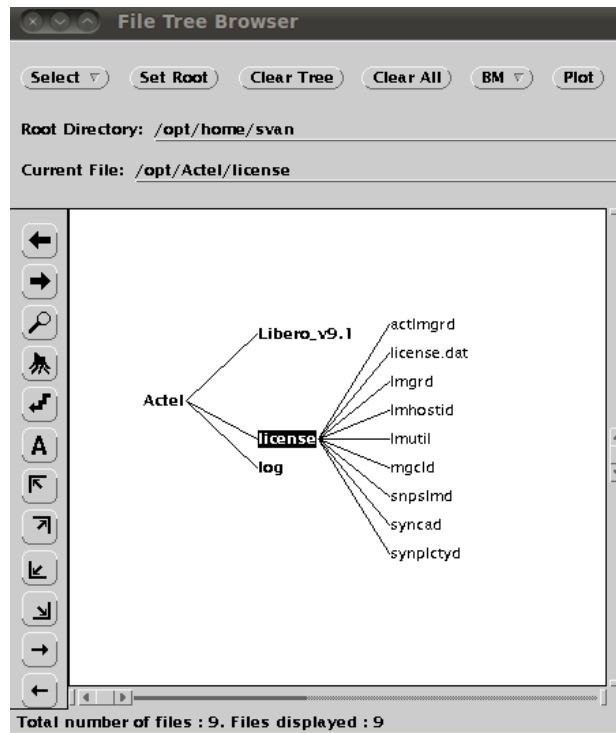 File Tree Browser
Select Set Root Clear Tree Clear All BM Plot
Root Directory: /opt/home/svan
Current File: /opt/Actel/license
actlmgrd
Libero_v9.1
license.dat
lmgrd
Actel
lmhostid
license
lmutil
log
mgcld
snpslmd
syncad
synplctyd
A
Total number of files : 9. Files displayed : 9